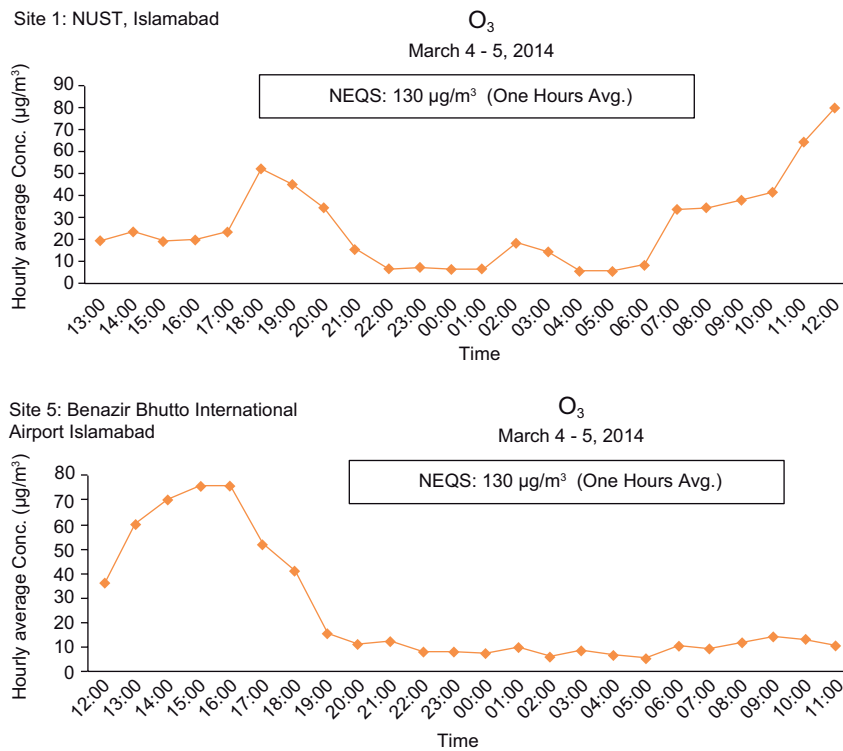 Site 1: NUST, Islamabad
O₃
March 4 - 5, 2014
NEQS: 130 µg/m³ (One Hours Avg.)
Hourly average Conc. (µg/m³)
90
80
70
60
50
40
30
20
10
0
13:00 14:00 15:00 16:00 17:00 18:00 19:00 20:00 21:00 22:00 23:00 00:00 01:00 02:00 03:00 04:00 05:00 06:00 07:00 08:00 09:00 10:00 11:00 12:00
Time
Site 5: Benazir Bhutto International
Airport Islamabad
O₃
March 4 - 5, 2014
NEQS: 130 µg/m³ (One Hours Avg.)
Hourly average Conc. (µg/m³)
80
70
60
50
40
30
20
10
0
12:00 13:00 14:00 15:00 16:00 17:00 18:00 19:00 20:00 21:00 22:00 23:00 00:00 01:00 02:00 03:00 04:00 05:00 06:00 07:00 08:00 09:00 10:00 11:00
Time